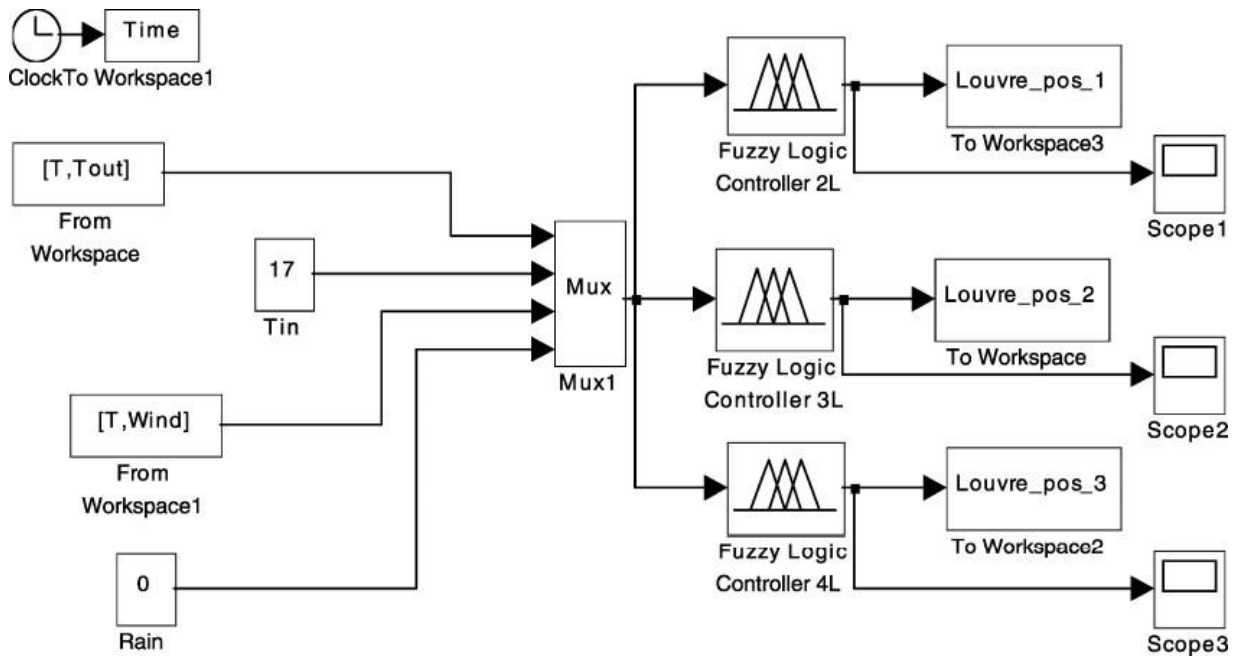 Time
ClockTo Workspace1
[T,Tout]
From
Workspace
17
Tin
[T,Wind]
From
Workspace1
0
Rain
Mux
Mux1
Fuzzy Logic
Controller 2L
Louvre_pos_1
To Workspace3
Scope1
Fuzzy Logic
Controller 3L
Louvre_pos_2
To Workspace
Scope2
Fuzzy Logic
Controller 4L
Louvre_pos_3
To Workspace2
Scope3